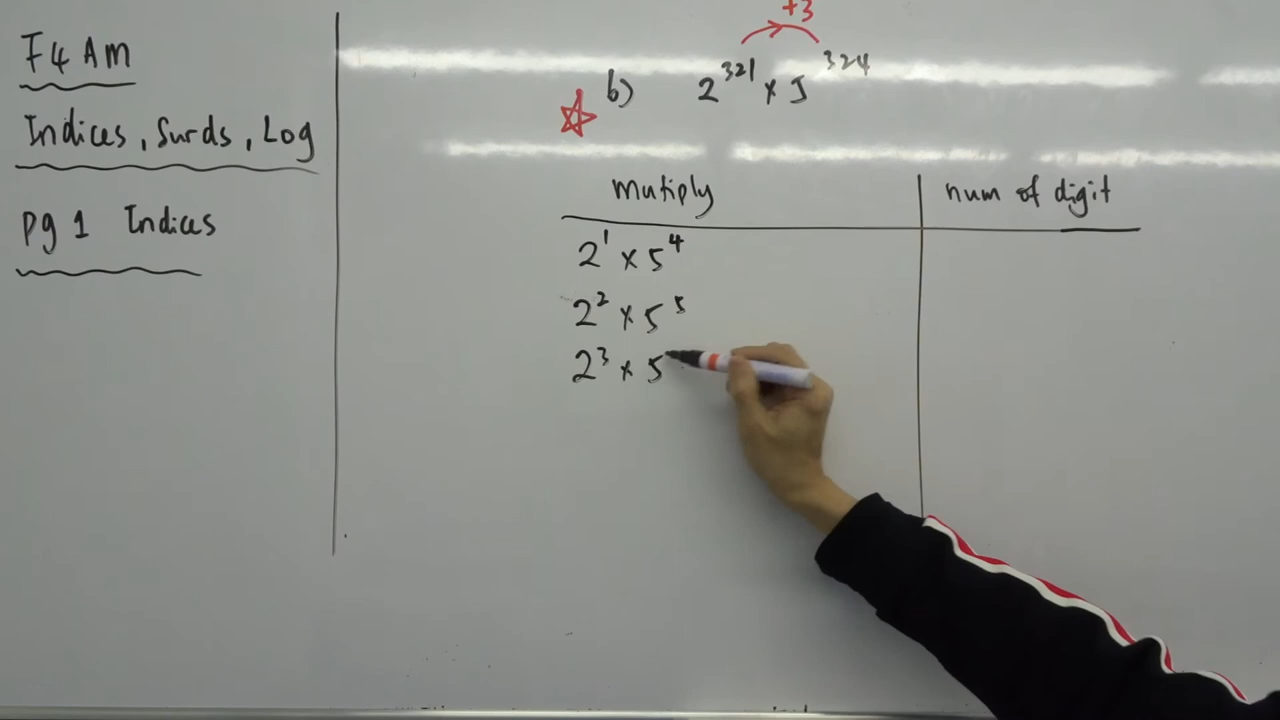 F4 Am
Indices, Surds, Log
pg 1 Indices
+3
b) 2^321 × 5^324
mutiply
num of digit
2^1 × 5^4
2^2 × 5^5
2^3 × 5